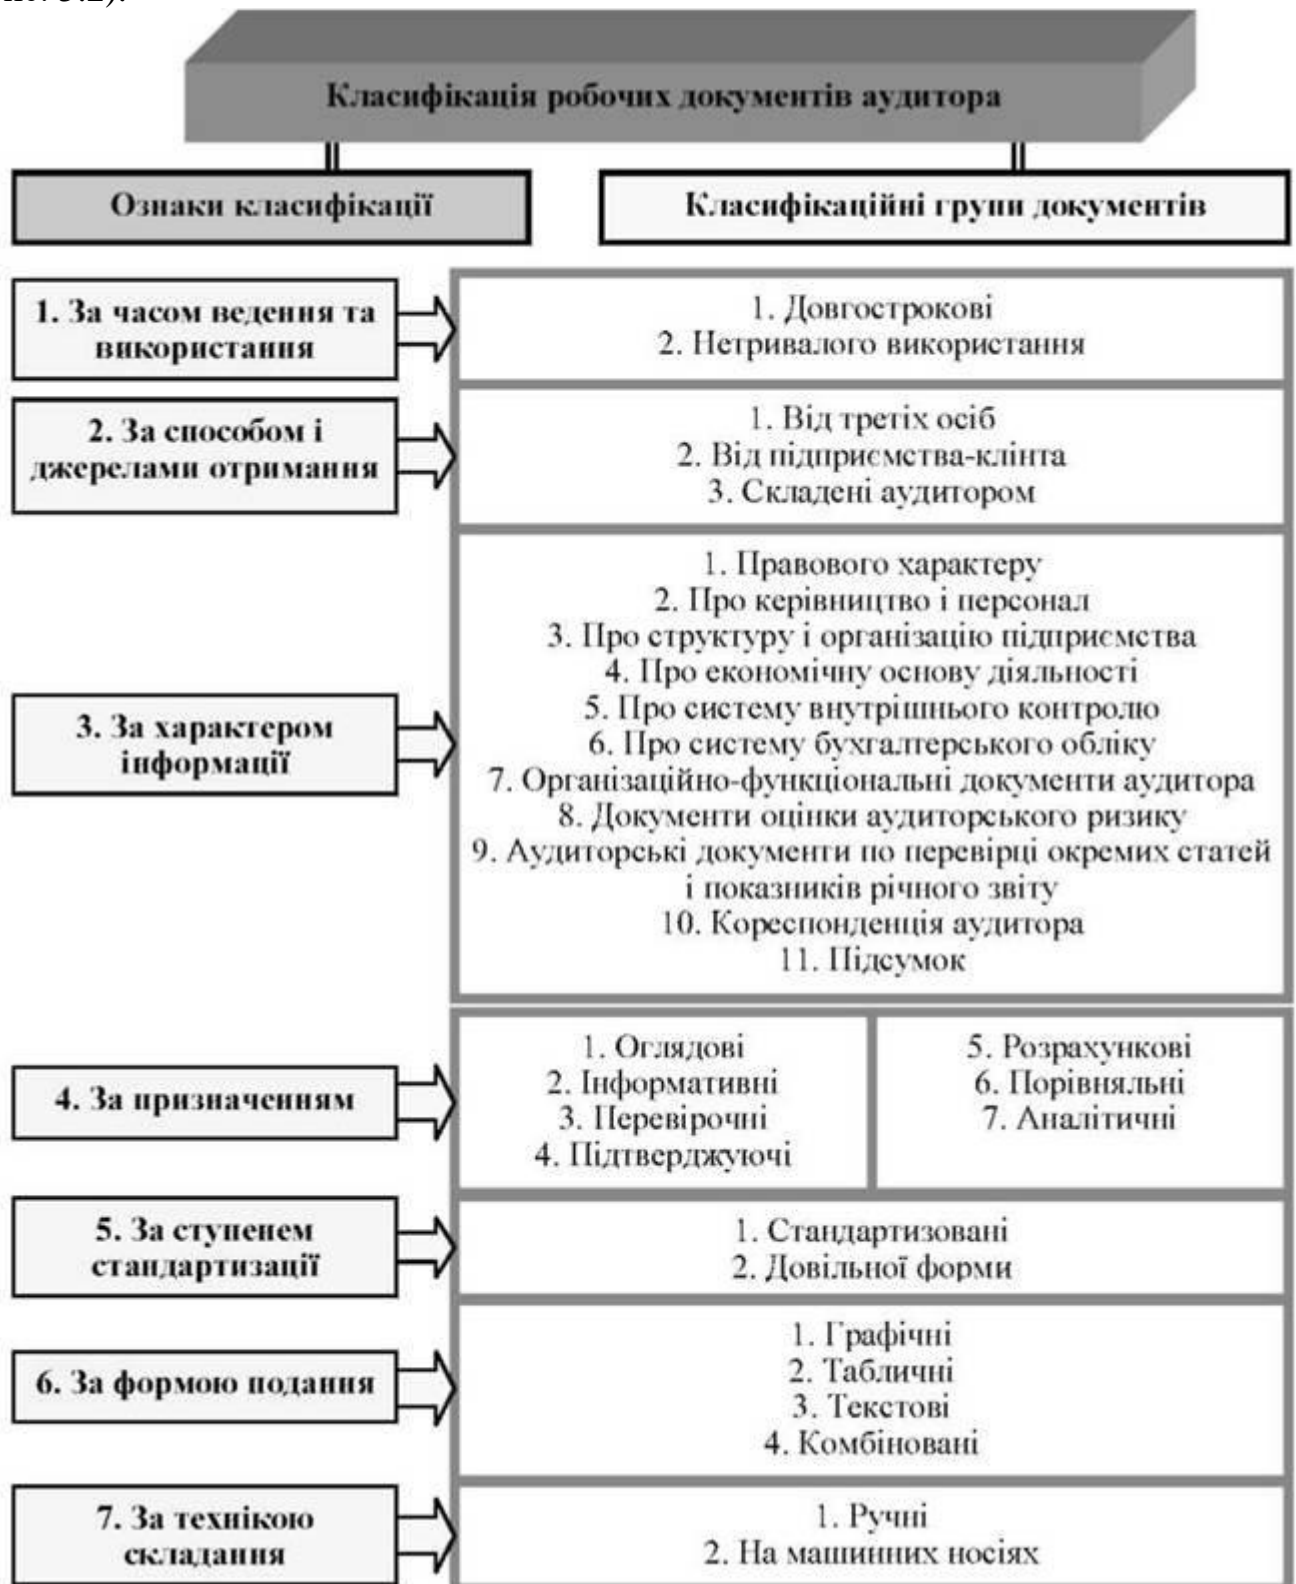 3.2).
Класифікація робочих документів аудитора
Ознаки класифікації
Класифікаційні групи документів
1. За часом ведення та
використання
1. Довгострокові
2. Нетривалого використання
2. За способом і
джерелами отримання
1. Від третіх осіб
2. Від підприємства-клінта
3. Складені аудитором
3. За характером
інформації
1. Правового характеру
2. Про керівництво і персонал
3. Про структуру і організацію підприємства
4. Про економічну основу діяльності
5. Про систему внутрішнього контролю
6. Про систему бухгалтерського обліку
7. Організаційно-функціональні документи аудитора
8. Документи оцінки аудиторського ризику
9. Аудиторські документи по перевірці окремих статей
і показників річного звіту
10. Кореспонденція аудитора
11. Підсумок
4. За призначенням
1. Оглядові
2. Інформативні
3. Перевірочні
4. Підтверджуючі
5. Розрахункові
6. Порівняльні
7. Аналітичні
5. За ступенем
стандартизації
1. Стандартизовані
2. Довільної форми
6. За формою подання
1. Графічні
2. Табличні
3. Текстові
4. Комбіновані
7. За технікою
складання
1. Ручні
2. На машинних носіях